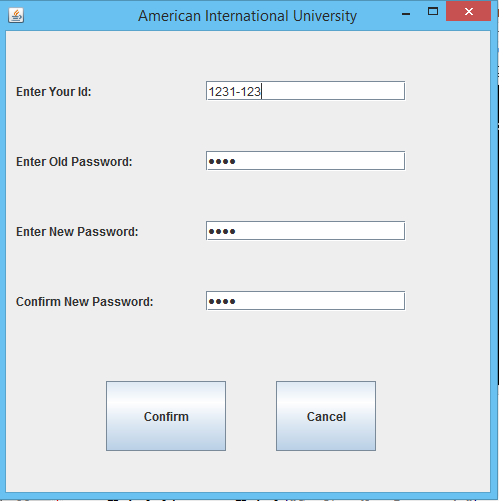 American International University
Enter Your Id: 1231-123
Enter Old Password: ••••
Enter New Password: ••••
Confirm New Password: ••••
Confirm Cancel